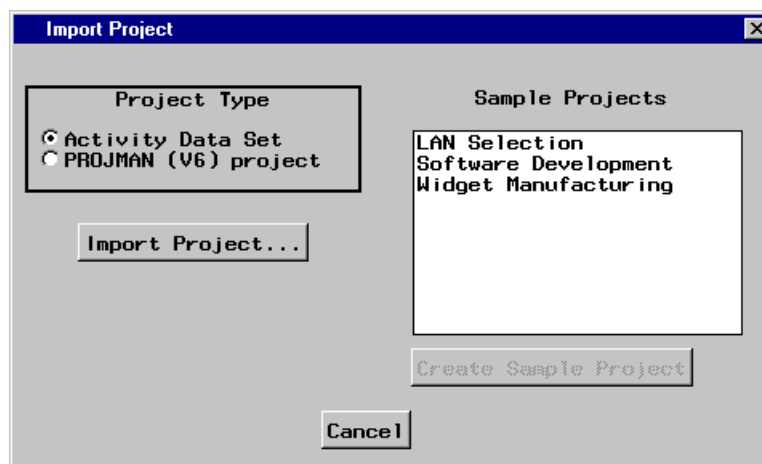 Import Project
Project Type
Activity Data Set
PROJMAN (V6) project
Import Project...
Sample Projects
LAN Selection
Software Development
Widget Manufacturing
Create Sample Project
Cancel